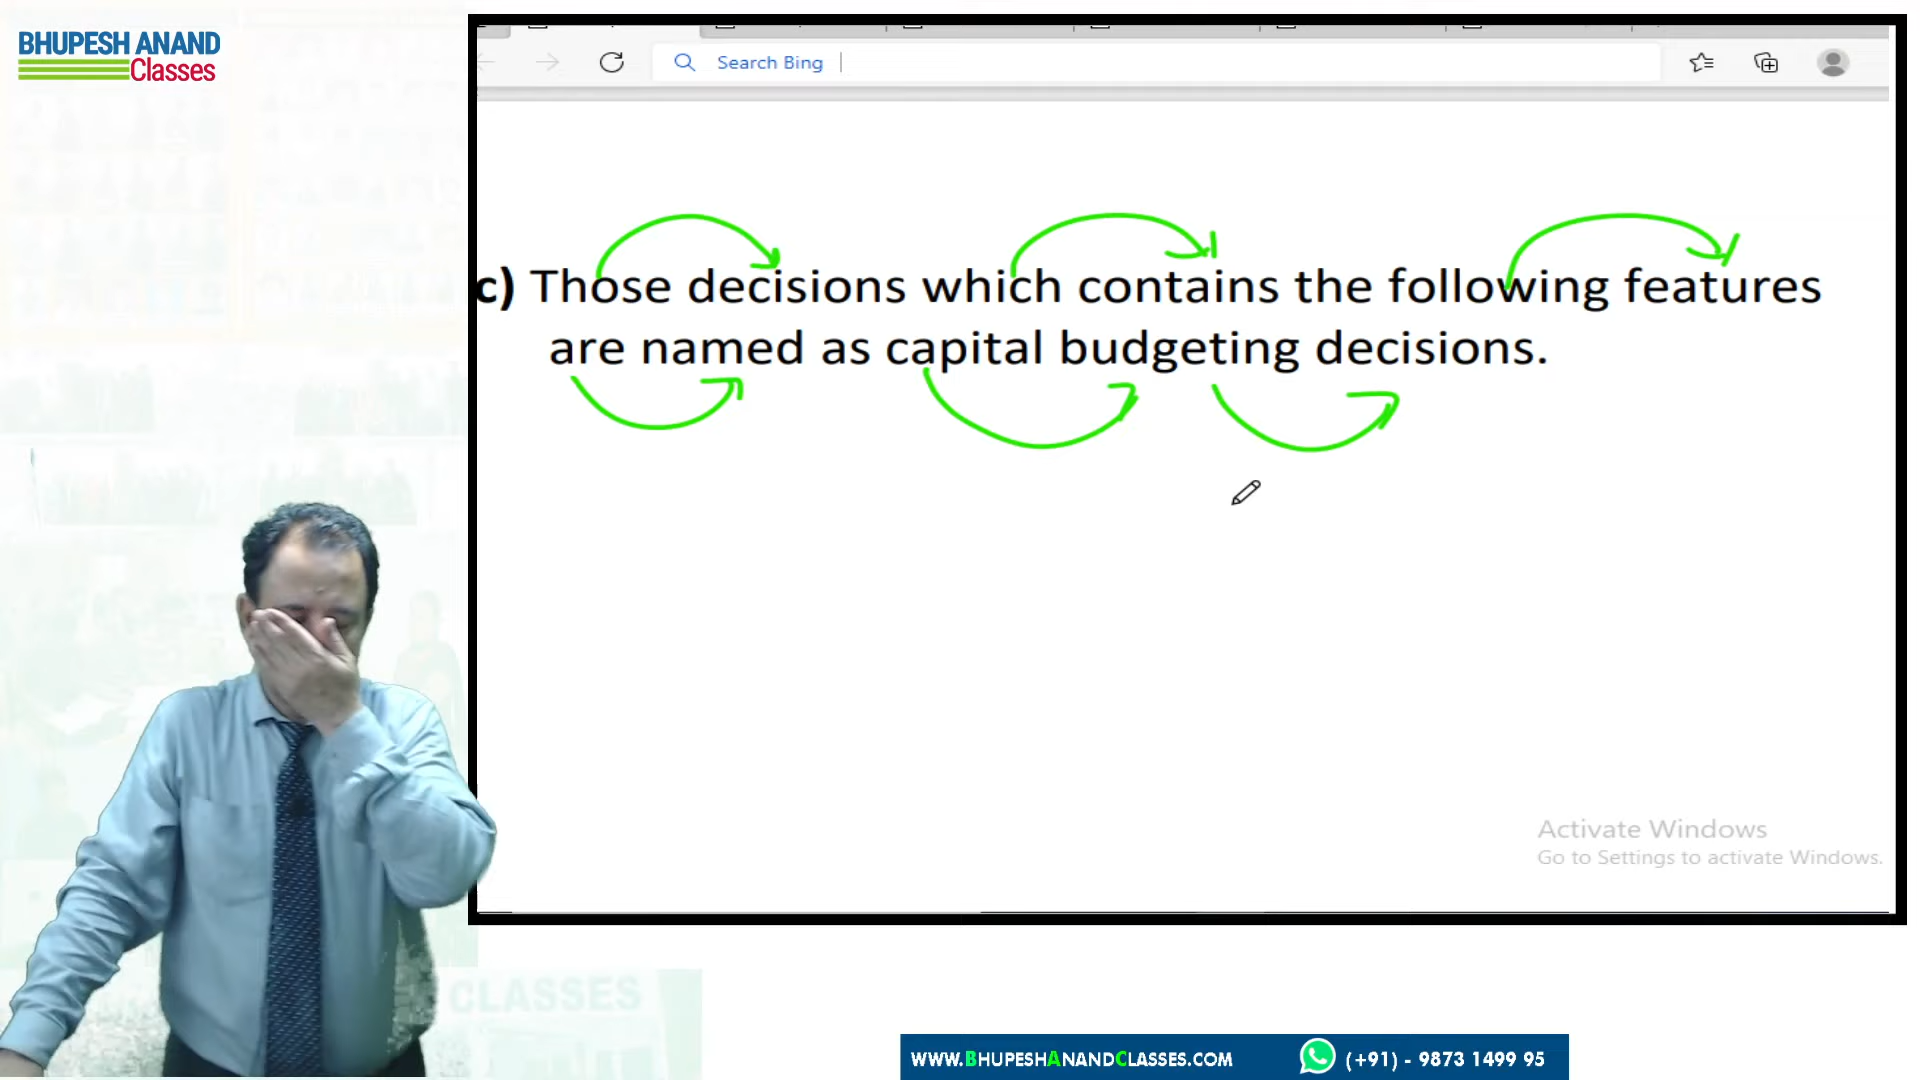 BHUPESH ANAND
Classes
Search Bing
c) Those decisions which contains the following features
are named as capital budgeting decisions.
Activate Windows
Go to Settings to activate Windows.
CLASSES
WWW.BHUPESHANANDCLASSES.COM (+91) - 9873 1499 95